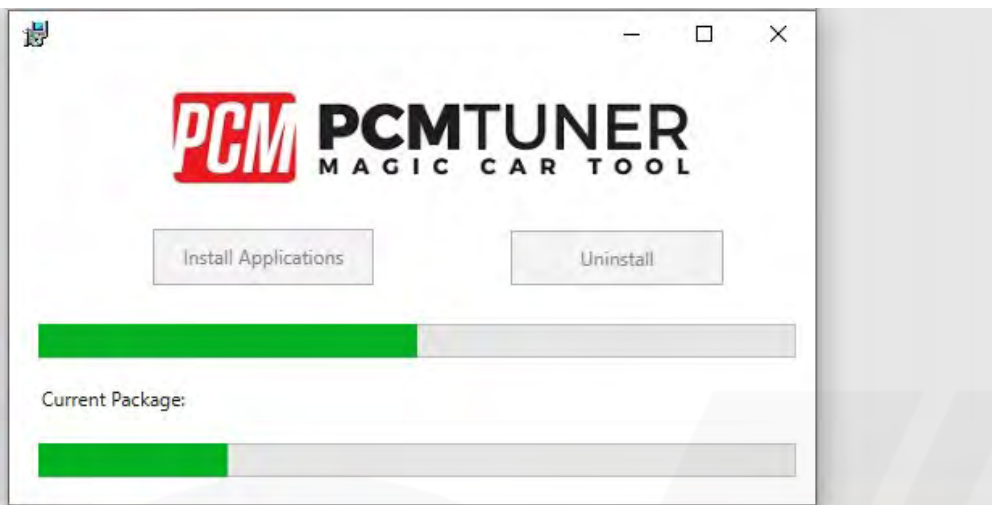 PCM PCMTUNER
MAGIC CAR TOOL
Install Applications Uninstall
Current Package: